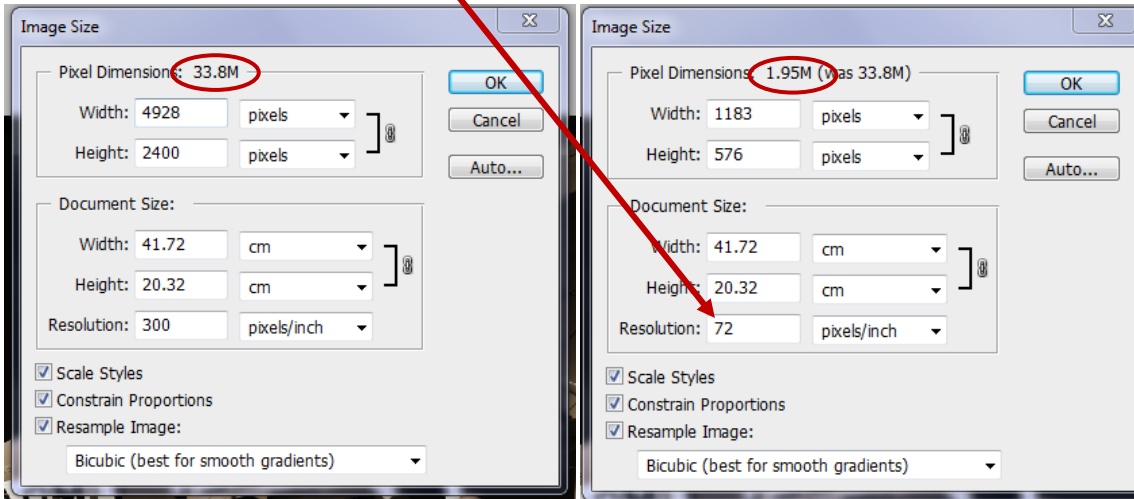 Image Size
Pixel Dimensions: 33.8M
OK
Width: 4928 pixels
Cancel
Height: 2400 pixels
Auto...
Document Size:
Width: 41.72 cm
Height: 20.32 cm
Resolution: 300 pixels/inch
Scale Styles
Constrain Proportions
Resample Image:
Bicubic (best for smooth gradients)
Image Size
Pixel Dimensions: 1.95M (was 33.8M)
OK
Width: 1183 pixels
Cancel
Height: 576 pixels
Auto...
Document Size:
Width: 41.72 cm
Height: 20.32 cm
Resolution: 72 pixels/inch
Scale Styles
Constrain Proportions
Resample Image:
Bicubic (best for smooth gradients)